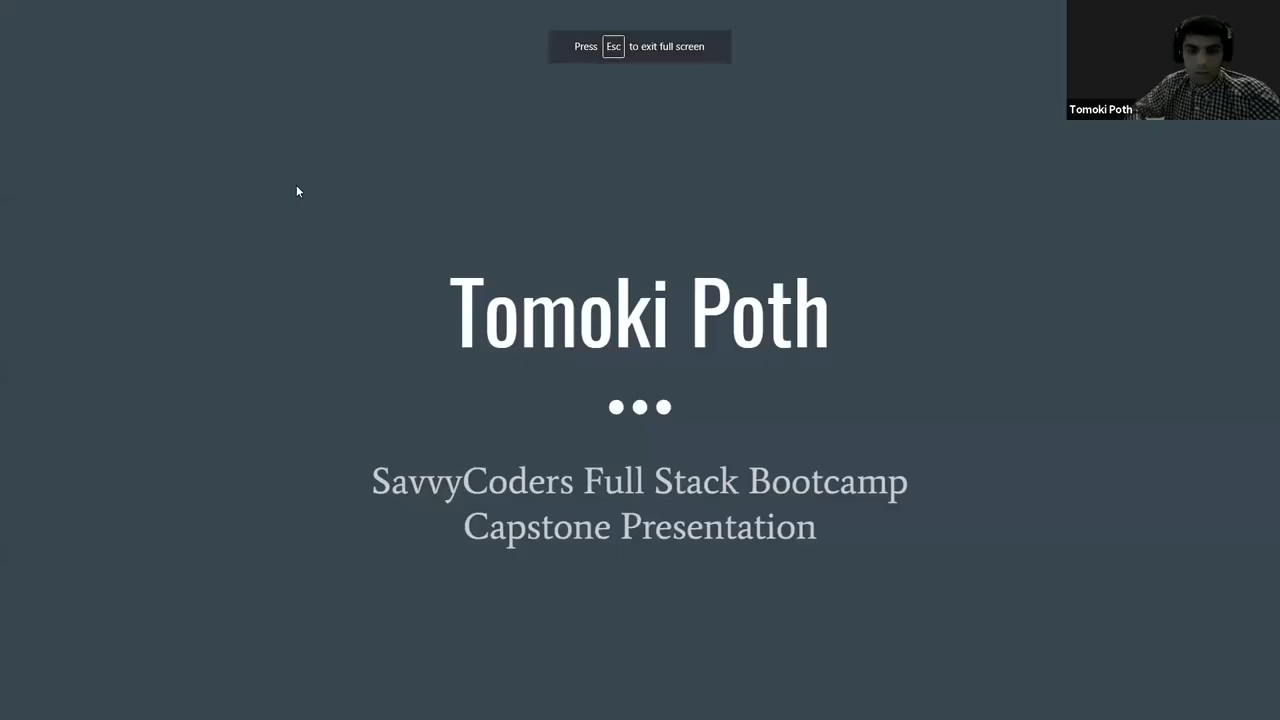 Press Esc to exit full screen
Tomoki Poth
Tomoki Poth
SavvyCoders Full Stack Bootcamp
Capstone Presentation